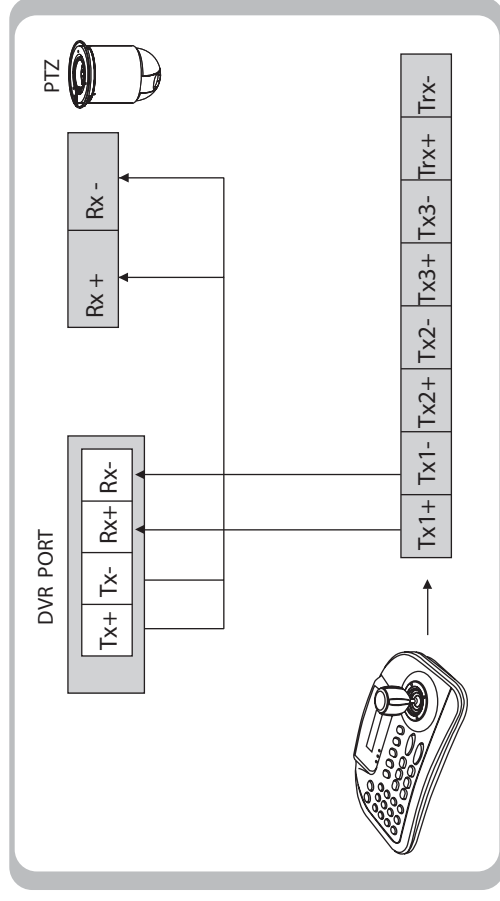 PTZ
Rx + Rx -
DVR PORT
Tx+ Tx- Rx+ Rx-
Tx1+ Tx1- Tx2+ Tx2- Tx3+ Tx3- Trx+ Trx-